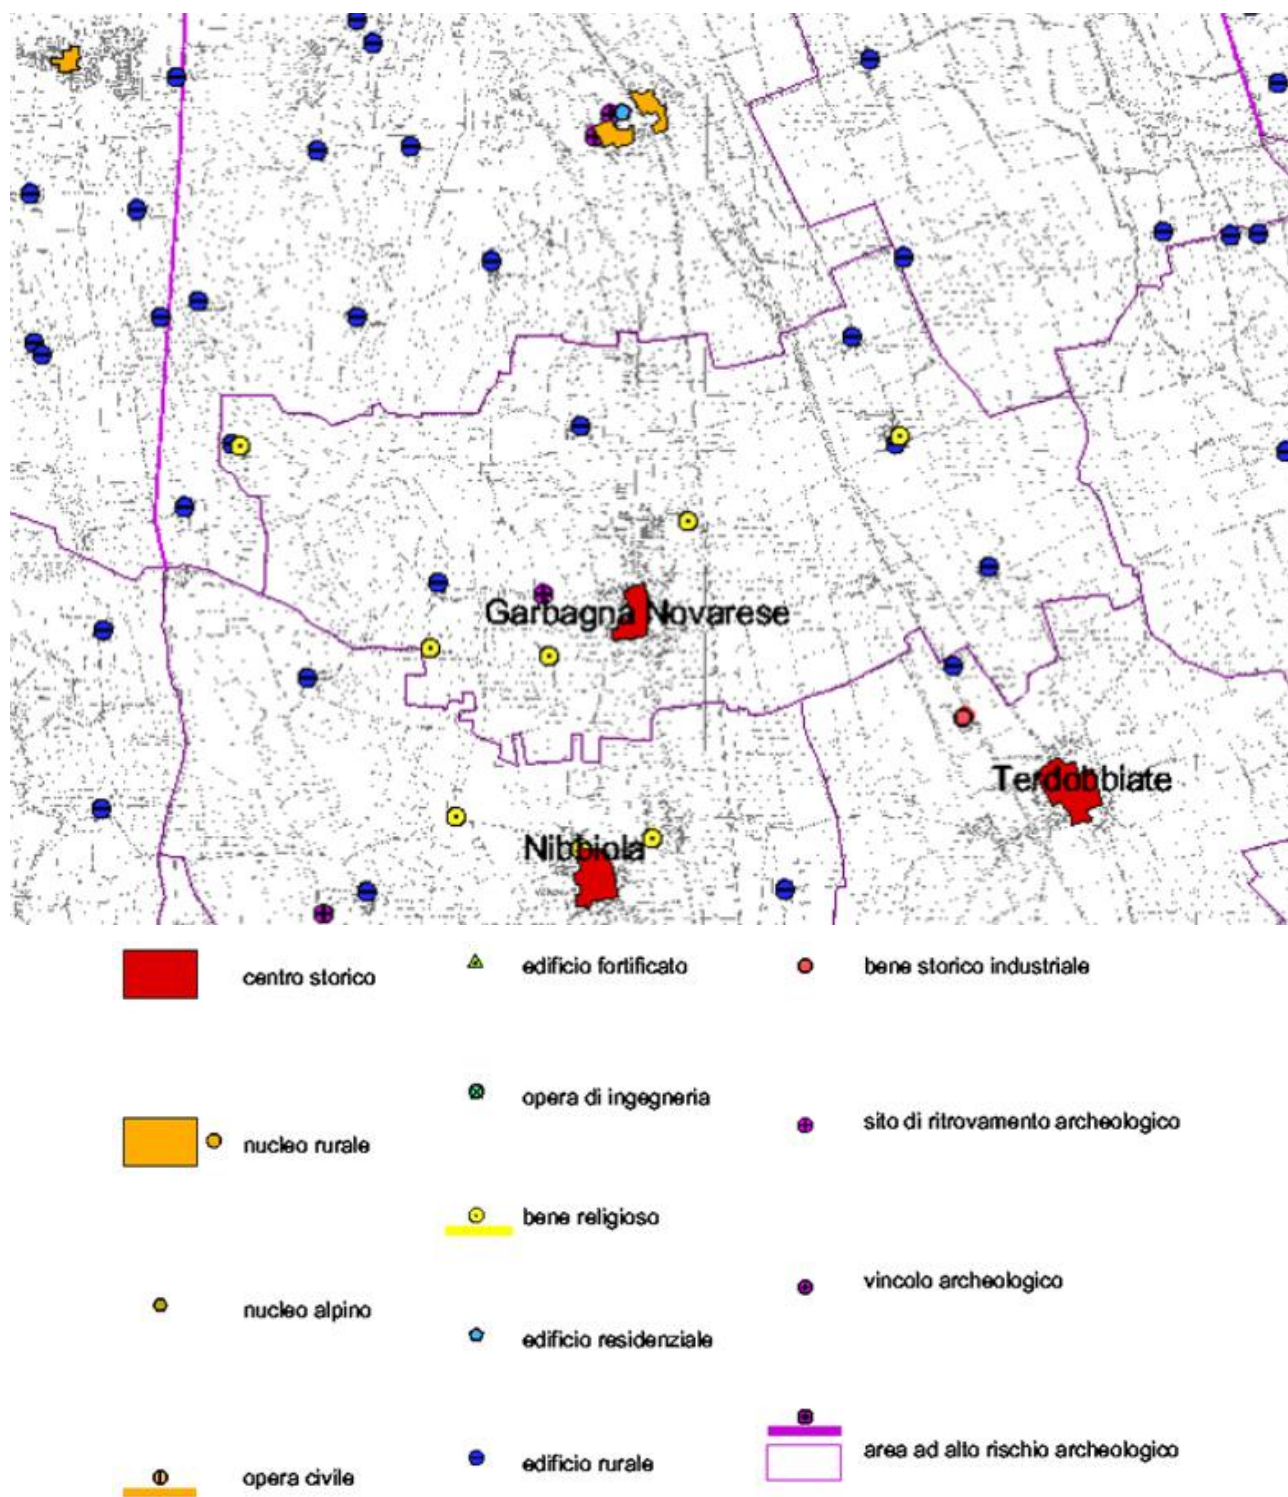 Garbagna Novarese
Terdobbiate
Nibbiola
centro storico
edificio fortificato
bene storico industriale
opera di ingegneria
sito di ritrovamento archeologico
nucleo rurale
bene religioso
vincolo archeologico
nucleo alpino
edificio residenziale
area ad alto rischio archeologico
edificio rurale
opera civile